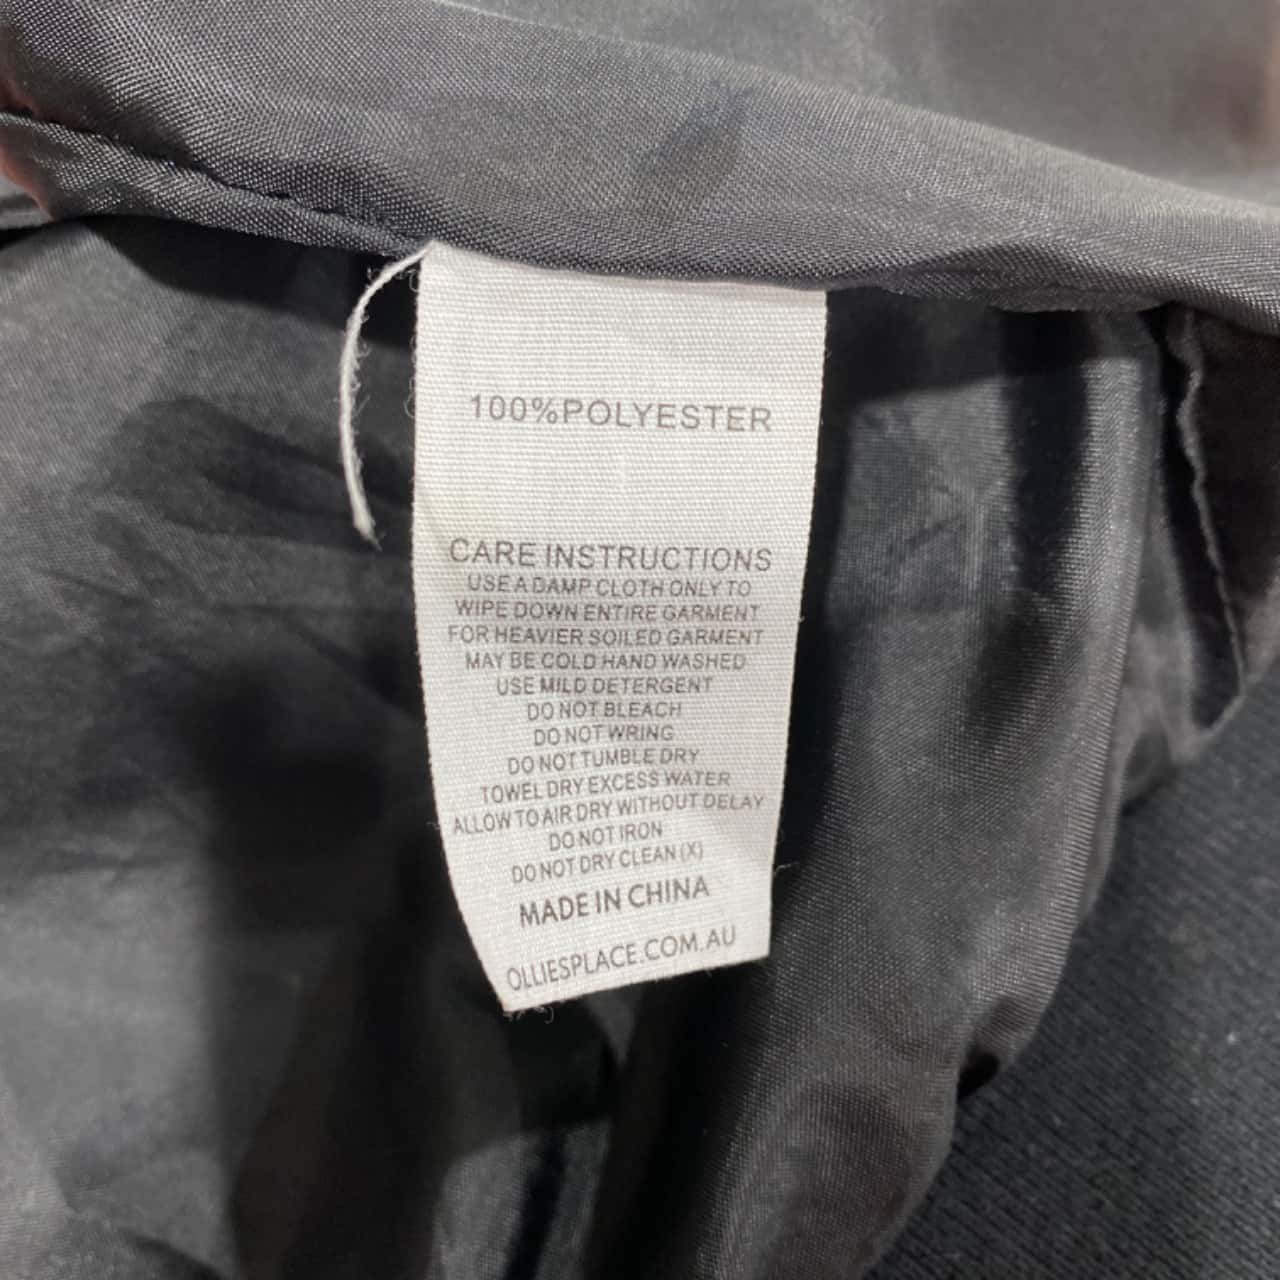 100%POLYESTER
CARE INSTRUCTIONS
USE A DAMP CLOTH ONLY TO
WIPE DOWN ENTIRE GARMENT
FOR HEAVIER SOILED GARMENT
MAY BE COLD HAND WASHED
USE MILD DETERGENT
DO NOT BLEACH
DO NOT WRING
DO NOT TUMBLE DRY
TOWEL DRY EXCESS WATER
ALLOW TO AIR DRY WITHOUT DELAY
DO NOT IRON
DO NOT DRY CLEAN (X)
MADE IN CHINA
OLLIESPLACE.COM.AU